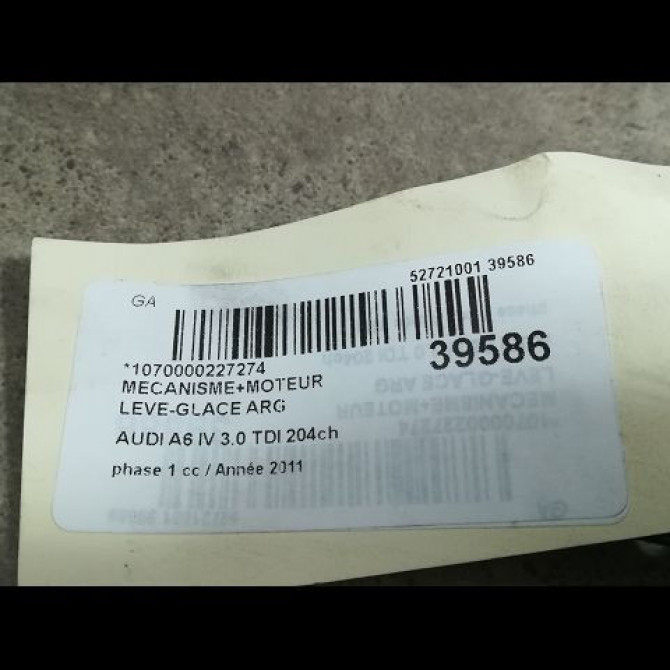 GA
52721001 39586
*1070000227274
39586
MECANISME+MOTEUR
LEVE-GLACE ARG
AUDI A6 IV 3.0 TDI 204ch
phase 1 cc / Année 2011